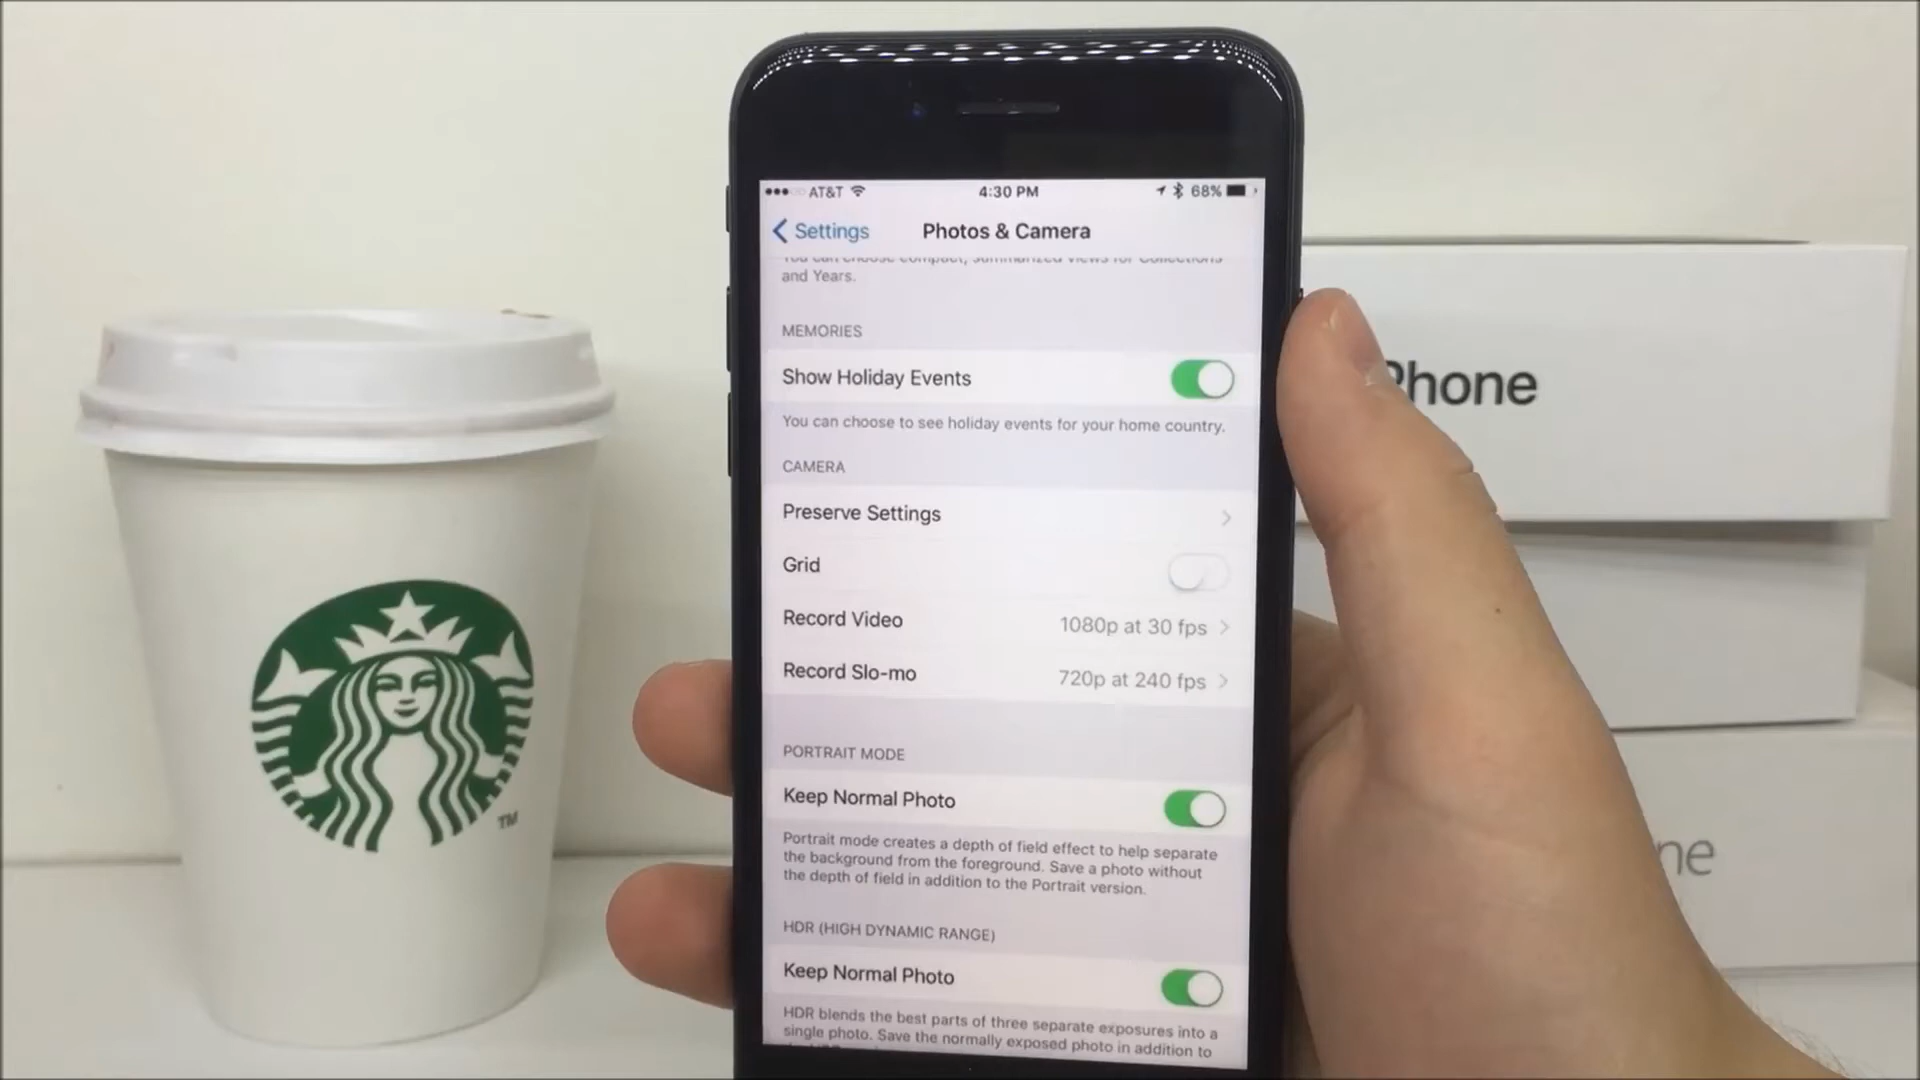 AT&T 4:30 PM 68%
Settings Photos & Camera
You can choose compact, summarized views for Collections
and Years.
MEMORIES
Show Holiday Events
You can choose to see holiday events for your home country.
CAMERA
Preserve Settings
Grid
Record Video 1080p at 30 fps
Record Slo-mo 720p at 240 fps
PORTRAIT MODE
Keep Normal Photo
Portrait mode creates a depth of field effect to help separate
the background from the foreground. Save a photo without
the depth of field in addition to the Portrait version.
HDR (HIGH DYNAMIC RANGE)
Keep Normal Photo
HDR blends the best parts of three separate exposures into a
single photo. Save the normally exposed photo in addition to
Phone
ne
TM